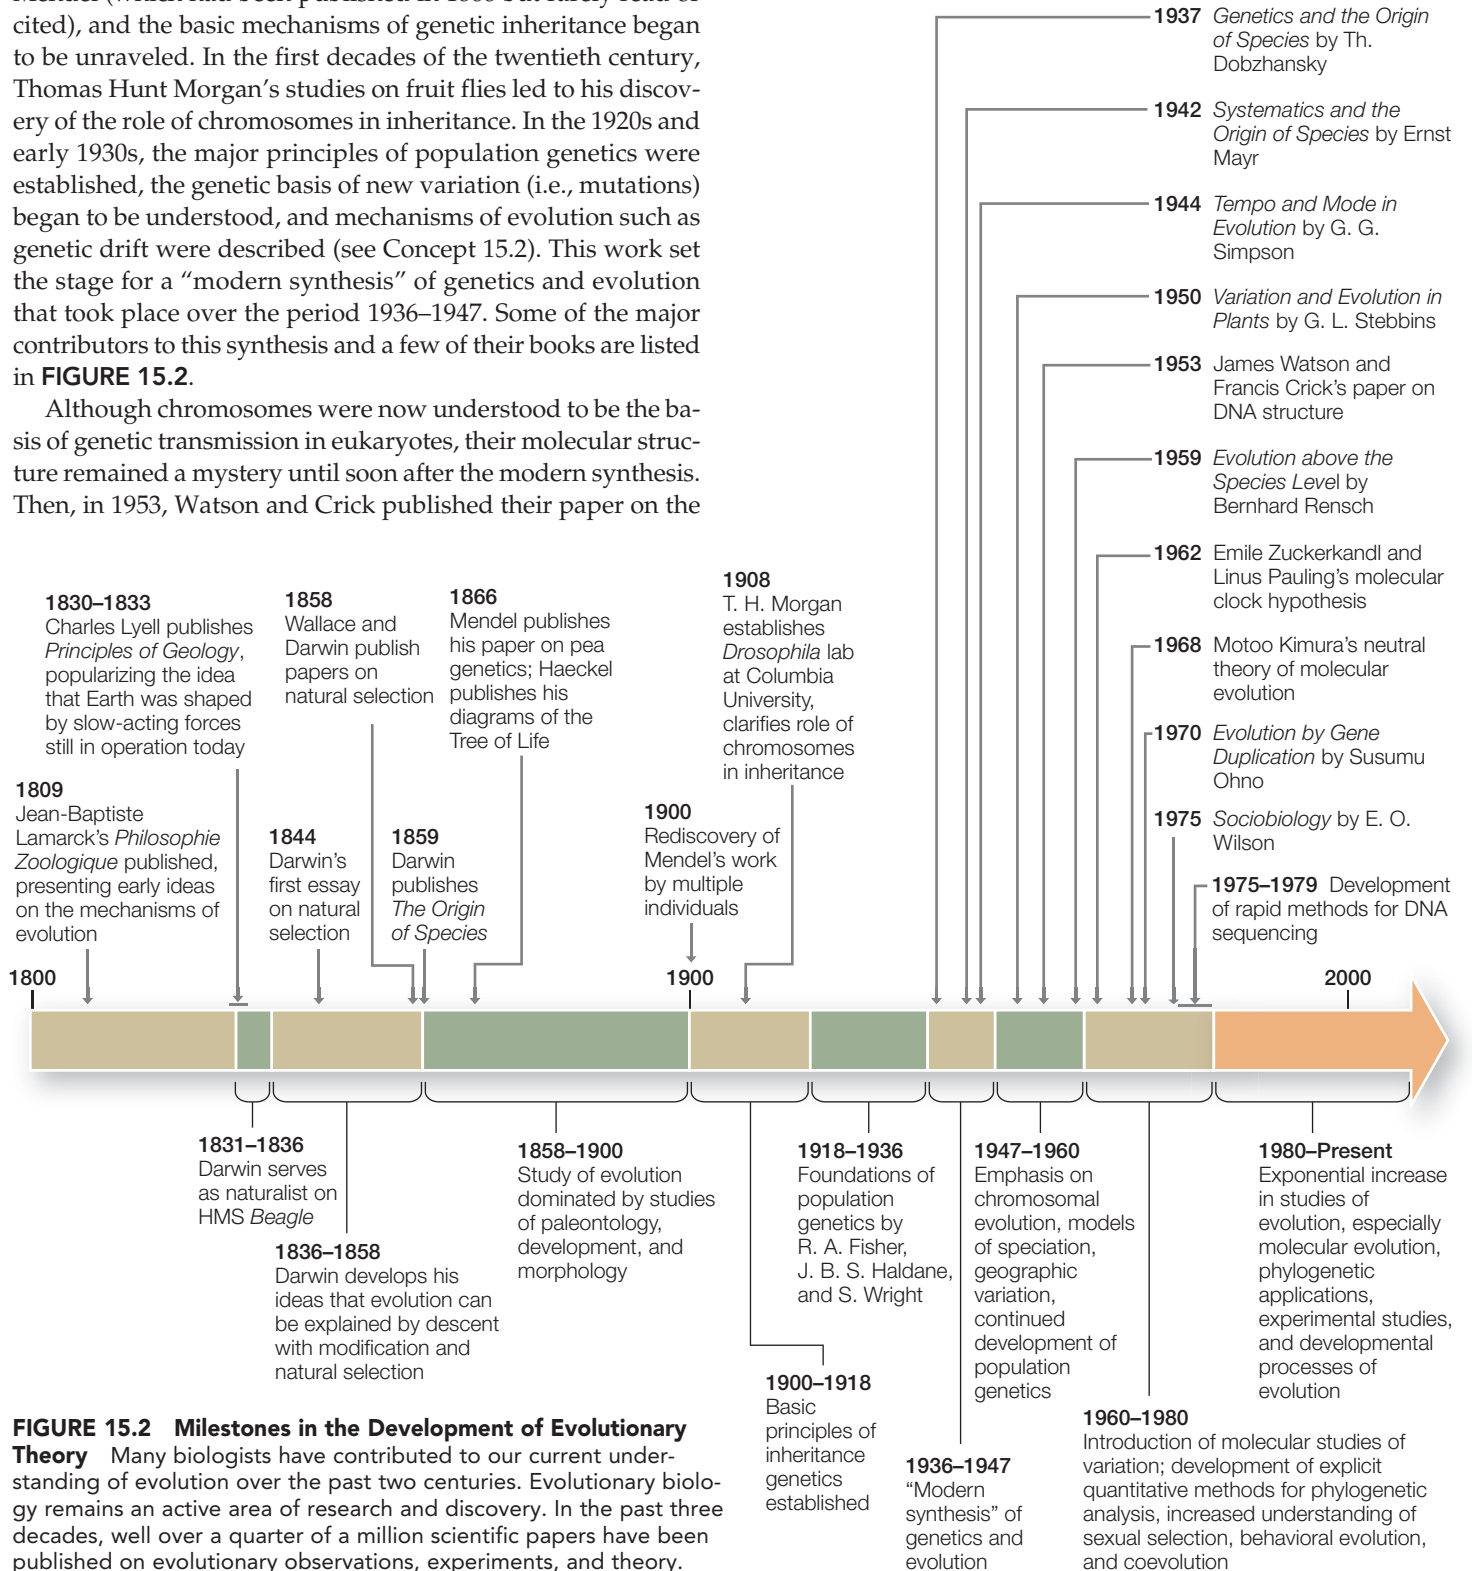 Mendel (which had been published in 1866 but rarely read or
cited), and the basic mechanisms of genetic inheritance began
to be unraveled. In the first decades of the twentieth century,
Thomas Hunt Morgan’s studies on fruit flies led to his discov-
ery of the role of chromosomes in inheritance. In the 1920s and
early 1930s, the major principles of population genetics were
established, the genetic basis of new variation (i.e., mutations)
began to be understood, and mechanisms of evolution such as
genetic drift were described (see Concept 15.2). This work set
the stage for a “modern synthesis” of genetics and evolution
that took place over the period 1936–1947. Some of the major
contributors to this synthesis and a few of their books are listed
in FIGURE 15.2.
Although chromosomes were now understood to be the ba-
sis of genetic transmission in eukaryotes, their molecular struc-
ture remained a mystery until soon after the modern synthesis.
Then, in 1953, Watson and Crick published their paper on the
1937 Genetics and the Origin
of Species by Th.
Dobzhansky
1942 Systematics and the
Origin of Species by Ernst
Mayr
1944 Tempo and Mode in
Evolution by G. G.
Simpson
1950 Variation and Evolution in
Plants by G. L. Stebbins
1953 James Watson and
Francis Crick’s paper on
DNA structure
1959 Evolution above the
Species Level by
Bernhard Rensch
1962 Emile Zuckerkandl and
Linus Pauling’s molecular
clock hypothesis
1968 Motoo Kimura’s neutral
theory of molecular
evolution
1970 Evolution by Gene
Duplication by Susumu
Ohno
1975 Sociobiology by E. O.
Wilson
1975–1979 Development
of rapid methods for DNA
sequencing
1809
Jean-Baptiste
Lamarck’s Philosophie
Zoologique published,
presenting early ideas
on the mechanisms of
evolution
1830–1833
Charles Lyell publishes
Principles of Geology,
popularizing the idea
that Earth was shaped
by slow-acting forces
still in operation today
1844
Darwin’s
first essay
on natural
selection
1858
Wallace and
Darwin publish
papers on
natural selection
1859
Darwin
publishes
The Origin
of Species
1866
Mendel publishes
his paper on pea
genetics; Haeckel
publishes his
diagrams of the
Tree of Life
1900
Rediscovery of
Mendel’s work
by multiple
individuals
1908
T. H. Morgan
establishes
Drosophila lab
at Columbia
University,
clarifies role of
chromosomes
in inheritance
1800
1900
2000
1831–1836
Darwin serves
as naturalist on
HMS Beagle
1836–1858
Darwin develops his
ideas that evolution can
be explained by descent
with modification and
natural selection
1858–1900
Study of evolution
dominated by studies
of paleontology,
development, and
morphology
1900–1918
Basic
principles of
inheritance
genetics
established
1918–1936
Foundations of
population
genetics by
R. A. Fisher,
J. B. S. Haldane,
and S. Wright
1936–1947
“Modern
synthesis” of
genetics and
evolution
1947–1960
Emphasis on
chromosomal
evolution, models
of speciation,
geographic
variation,
continued
development of
population
genetics
1960–1980
Introduction of molecular studies of
variation; development of explicit
quantitative methods for phylogenetic
analysis, increased understanding of
sexual selection, behavioral evolution,
and coevolution
1980–Present
Exponential increase
in studies of
evolution, especially
molecular evolution,
phylogenetic
applications,
experimental studies,
and developmental
processes of
evolution
FIGURE 15.2 Milestones in the Development of Evolutionary
Theory Many biologists have contributed to our current under-
standing of evolution over the past two centuries. Evolutionary biolo-
gy remains an active area of research and discovery. In the past three
decades, well over a quarter of a million scientific papers have been
published on evolutionary observations, experiments, and theory.